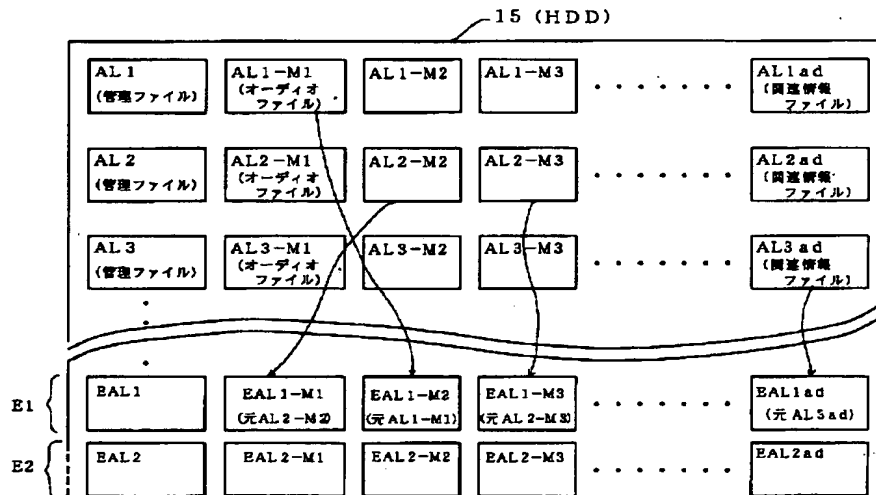 15 (HDD)
AL1 AL1-M1 AL1-M2 AL1-M3 ・・・・・・・ AL1ad
(管理ファイル) (オーディオ (関連情報
ファイル) ファイル)
AL2 AL2-M1 AL2-M2 AL2-M3 ・・・・・・・ AL2ad
(管理ファイル) (オーディオ (関連情報
ファイル) ファイル)
AL3 AL3-M1 AL3-M2 AL3-M3 ・・・・・・・ AL3ad
(管理ファイル) (オーディオ (関連情報
ファイル) ファイル)
E1 EAL1 EAL1-M1 EAL1-M2 EAL1-M3 ・・・・・・・ EAL1ad
(元AL2-M2) (元AL1-M1) (元AL2-M3) (元AL3ad)
E2 EAL2 EAL2-M1 EAL2-M2 EAL2-M3 ・・・・・・・ EAL2ad